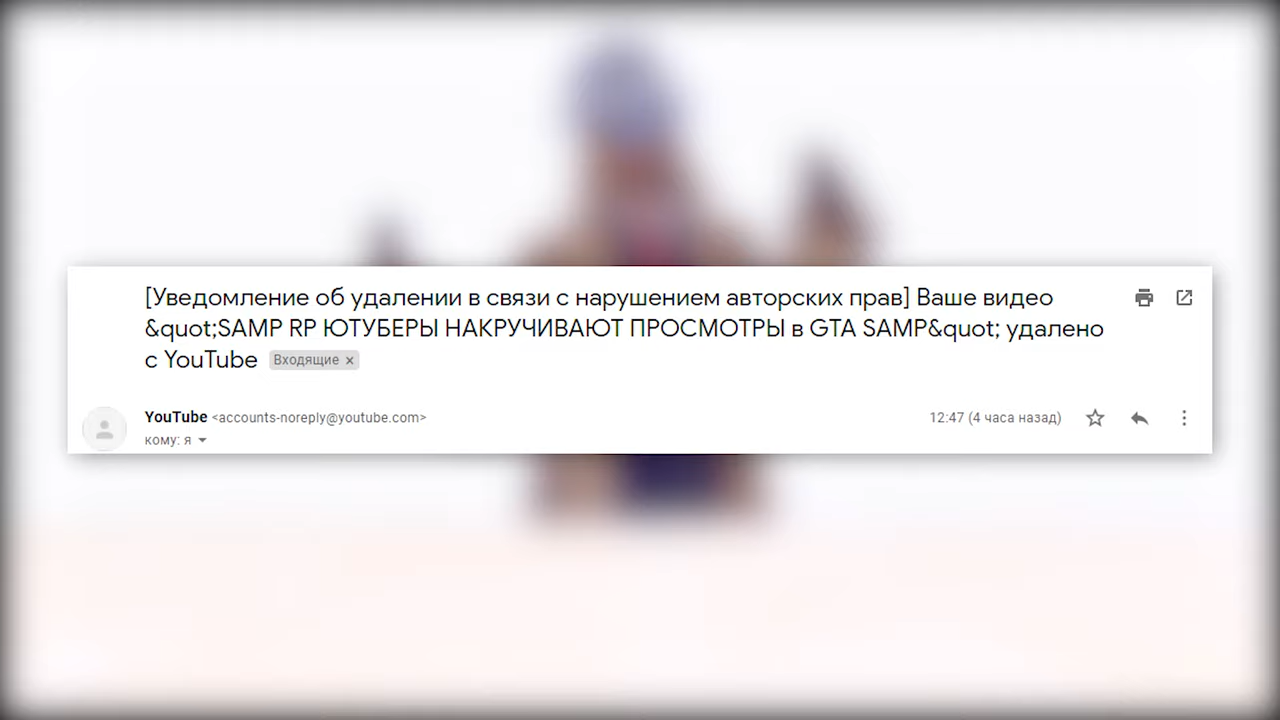 [Уведомление об удалении в связи с нарушением авторских прав] Ваше видео
&quot;SAMP RP ЮТУБЕРЫ НАКРУЧИВАЮТ ПРОСМОТРЫ в GTA SAMP&quot; удалено
с YouTube Входящие ×
YouTube <accounts-noreply@youtube.com> 12:47 (4 часа назад)
кому: я